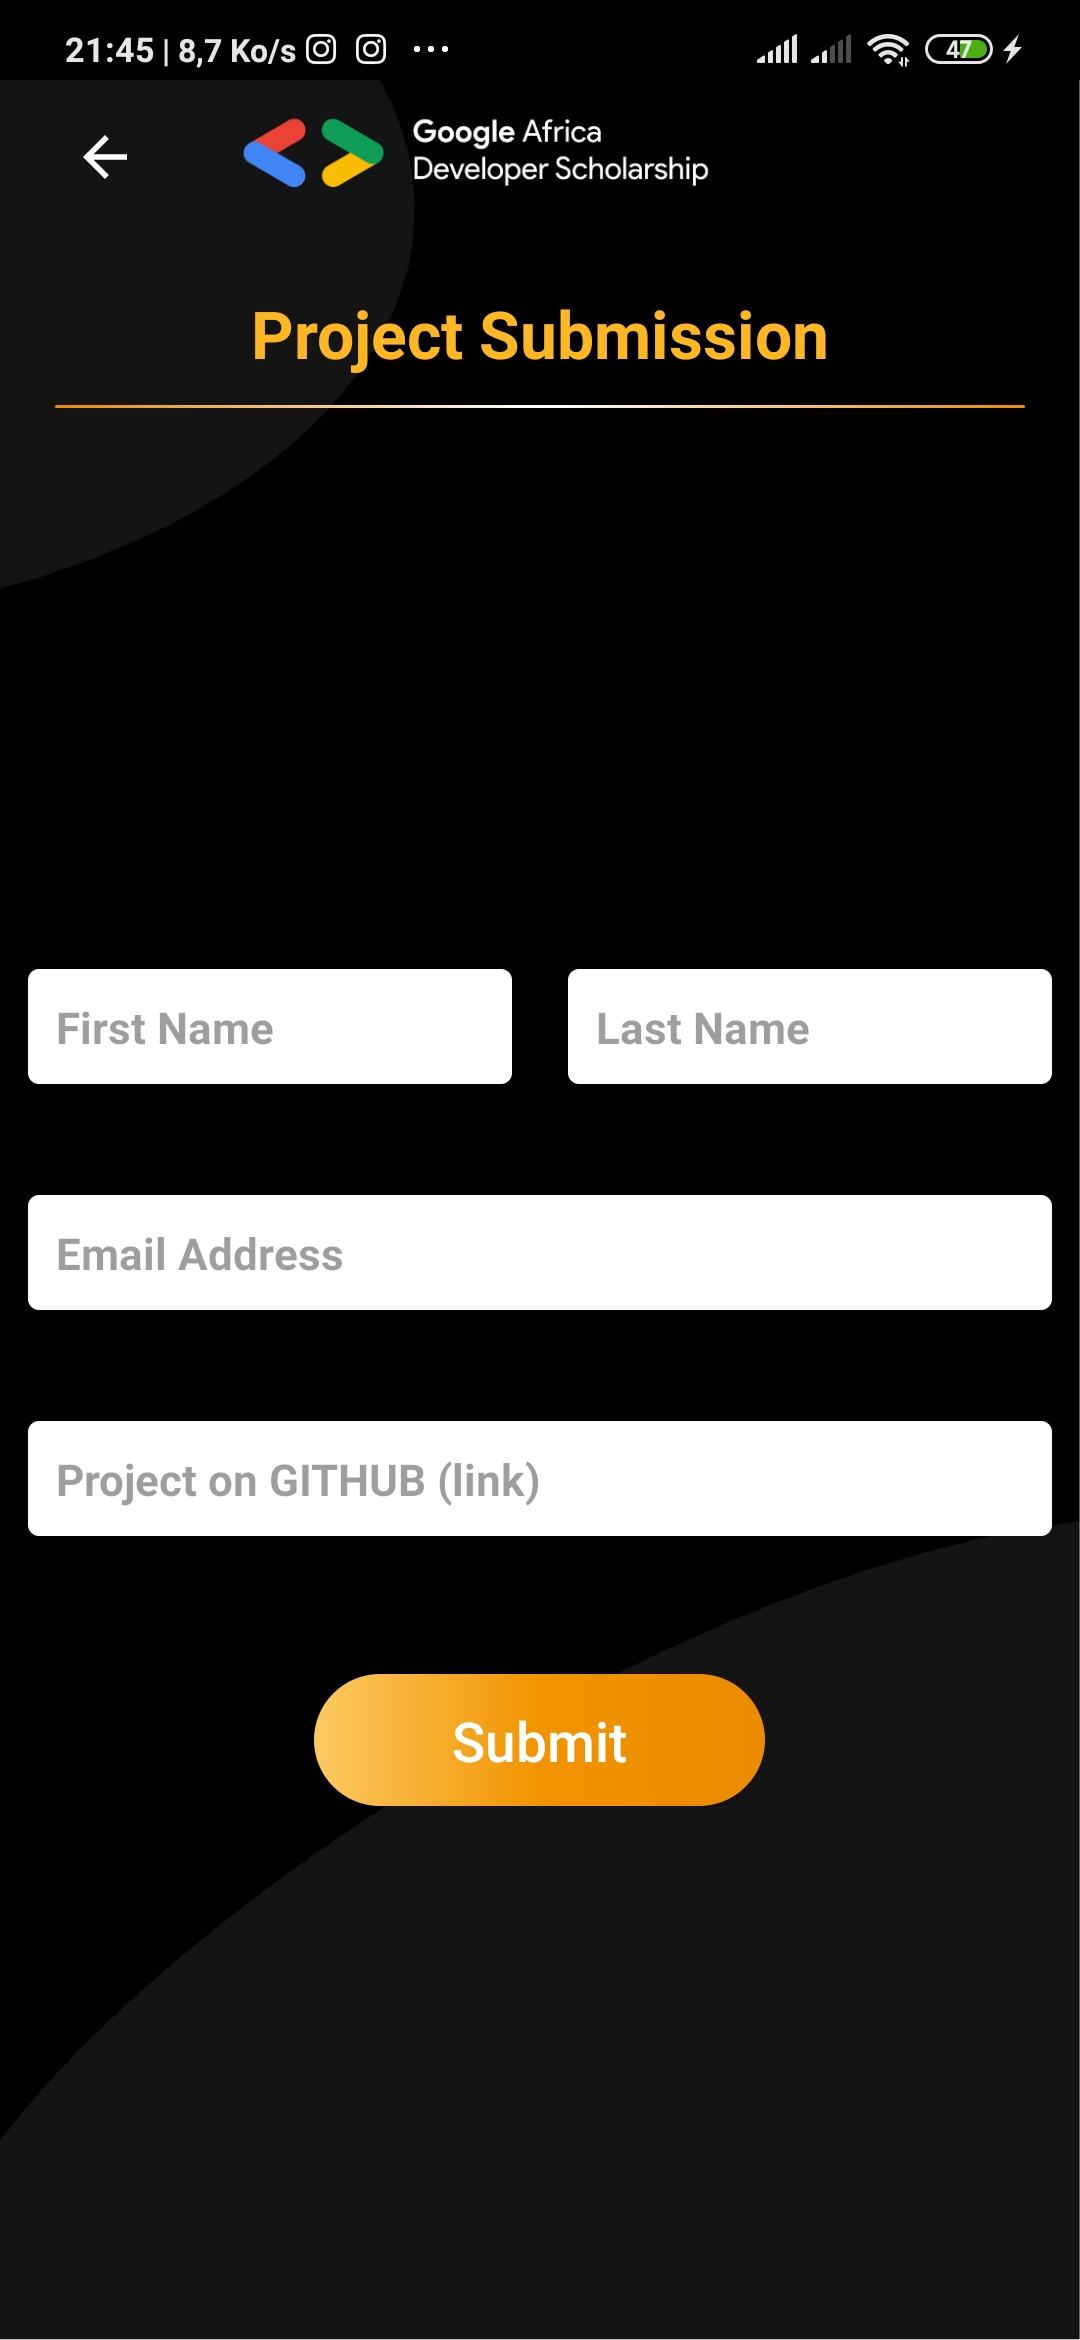 21:45 | 8,7 Ko/s ... 47
Google Africa
Developer Scholarship
Project Submission
First Name Last Name
Email Address
Project on GITHUB (link)
Submit